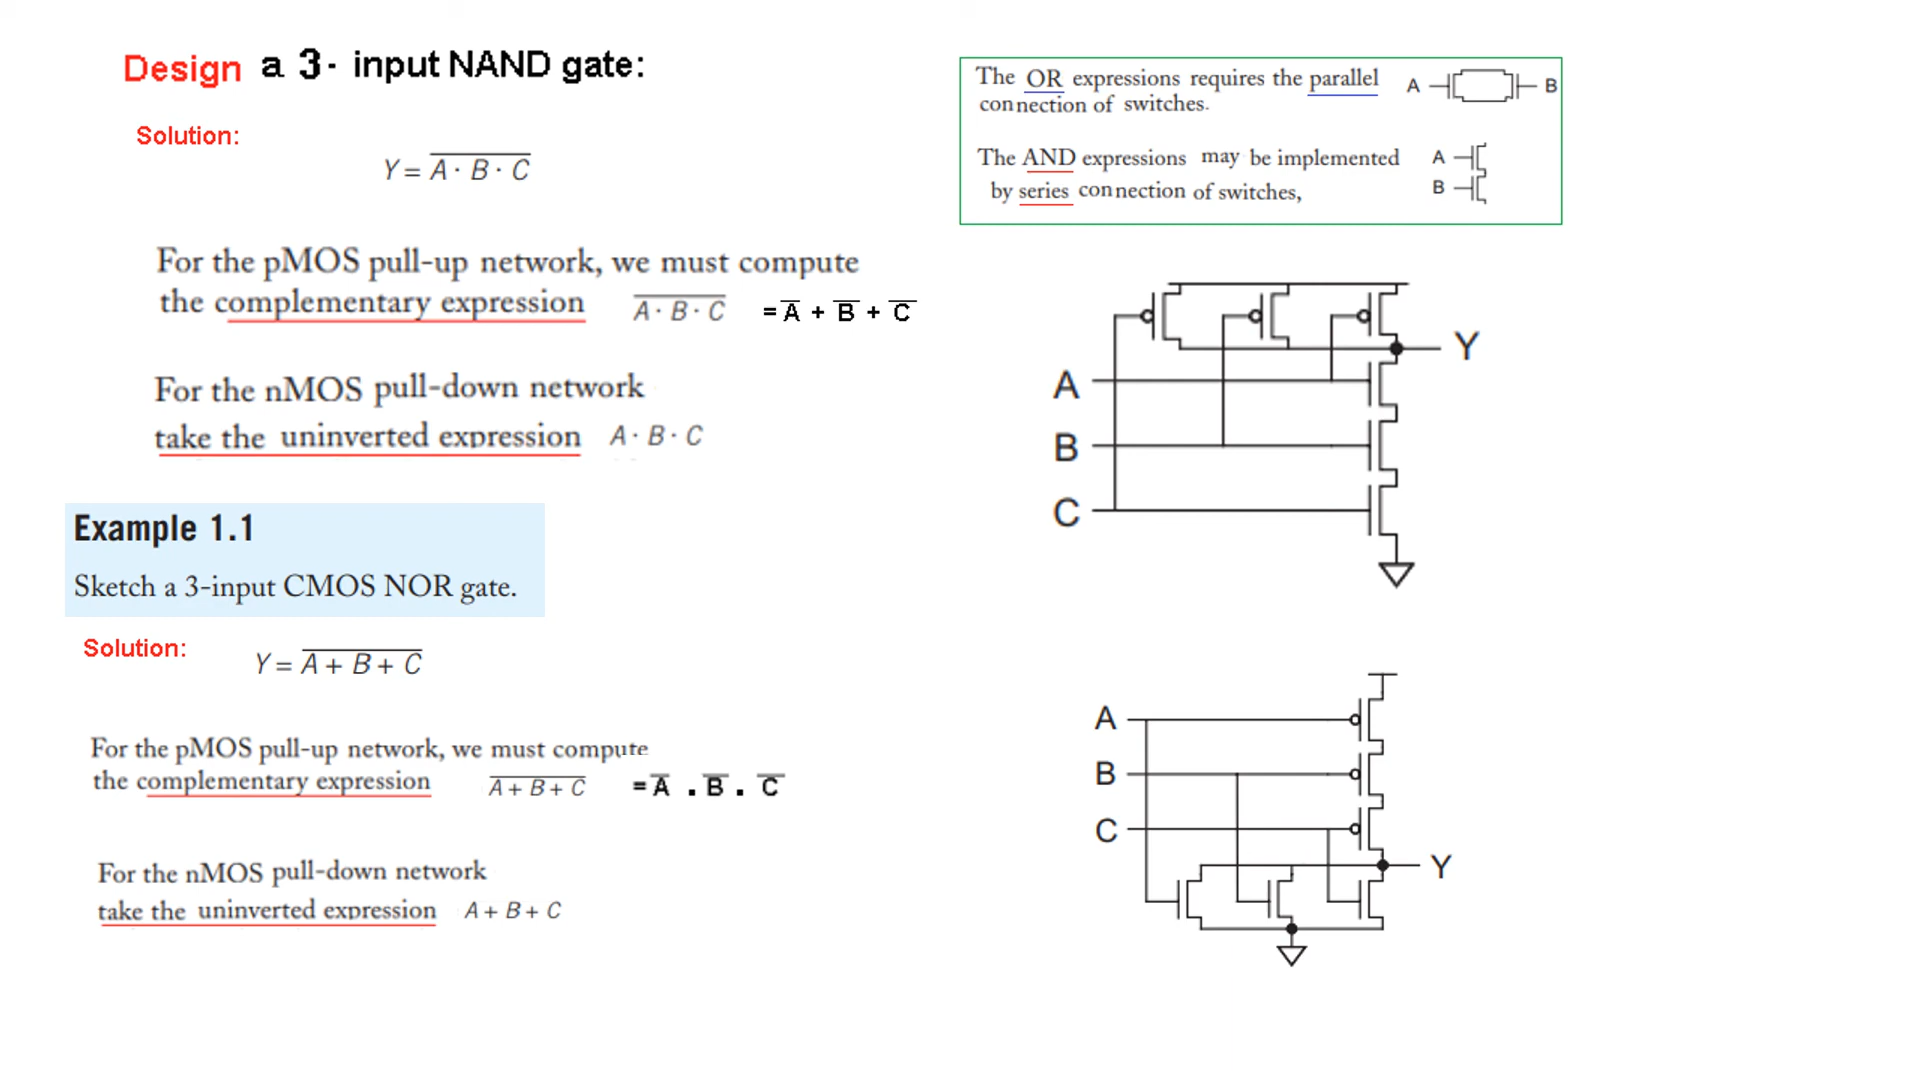 Design a 3- input NAND gate:
Solution:
Y = \overline{A · B · C}
For the pMOS pull-up network, we must compute
the complementary expression \overline{A · B · C} = A̅ + B̅ + C̅
For the nMOS pull-down network
take the uninverted expression A · B · C
The OR expressions requires the parallel
connection of switches.
A B
The AND expressions may be implemented
by series connection of switches,
A
B
Y
A
B
C
Example 1.1
Sketch a 3-input CMOS NOR gate.
Solution:
Y = \overline{A + B + C}
For the pMOS pull-up network, we must compute
the complementary expression \overline{A + B + C} = A̅ . B̅ . C̅
For the nMOS pull-down network
take the uninverted expression A + B + C
A
B
C
Y